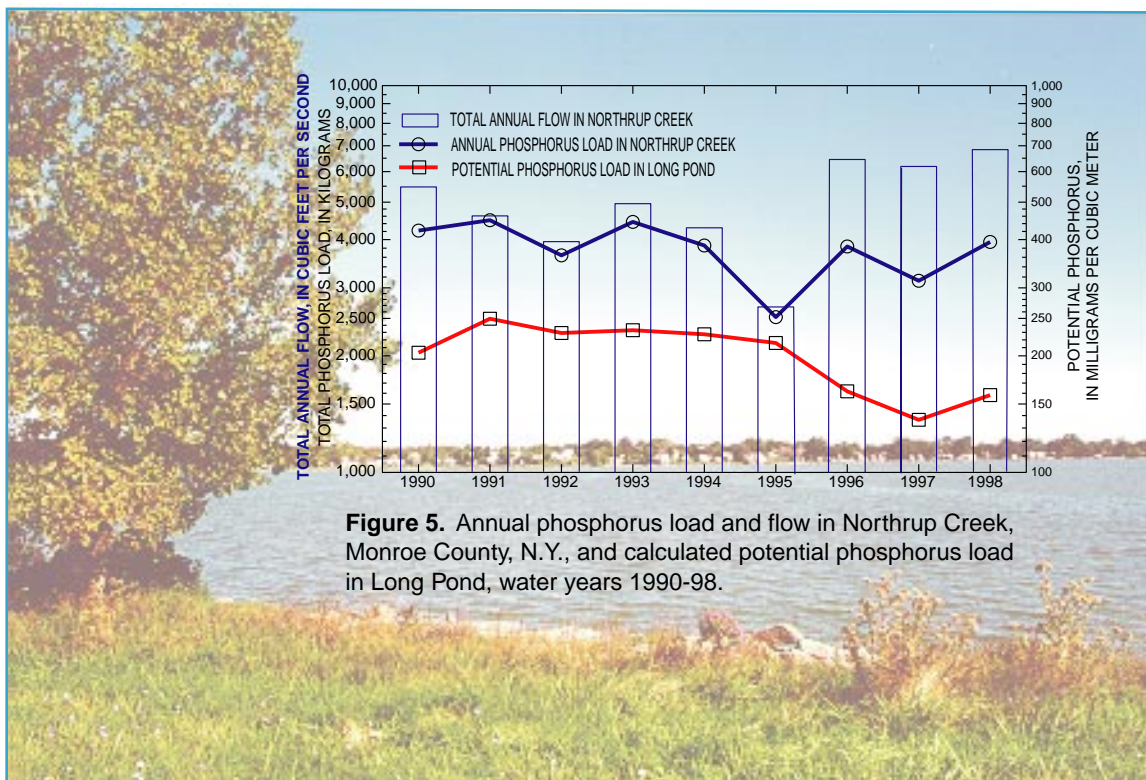 TOTAL ANNUAL FLOW, IN CUBIC FEET PER SECOND
TOTAL PHOSPHORUS LOAD, IN KILOGRAMS
10,000
9,000
8,000
7,000
6,000
5,000
4,000
3,000
2,500
2,000
1,500
1,000
TOTAL ANNUAL FLOW IN NORTHRUP CREEK
ANNUAL PHOSPHORUS LOAD IN NORTHRUP CREEK
POTENTIAL PHOSPHORUS LOAD IN LONG POND
1,000
900
800
700
600
500
400
300
250
200
150
100
POTENTIAL PHOSPHORUS,
IN MILLIGRAMS PER CUBIC METER
1990 1991 1992 1993 1994 1995 1996 1997 1998
Figure 5. Annual phosphorus load and flow in Northrup Creek,
Monroe County, N.Y., and calculated potential phosphorus load
in Long Pond, water years 1990-98.